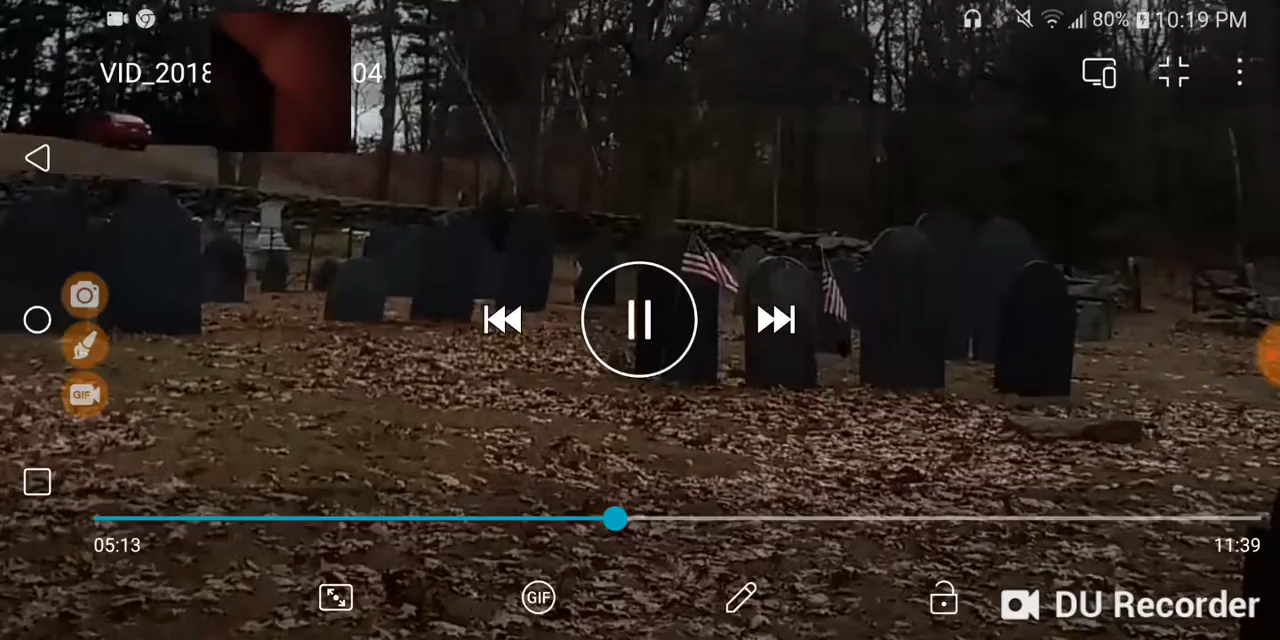 80% 10:19 PM
VID_2018 04
GIF
05:13
11:39
GIF
DU Recorder